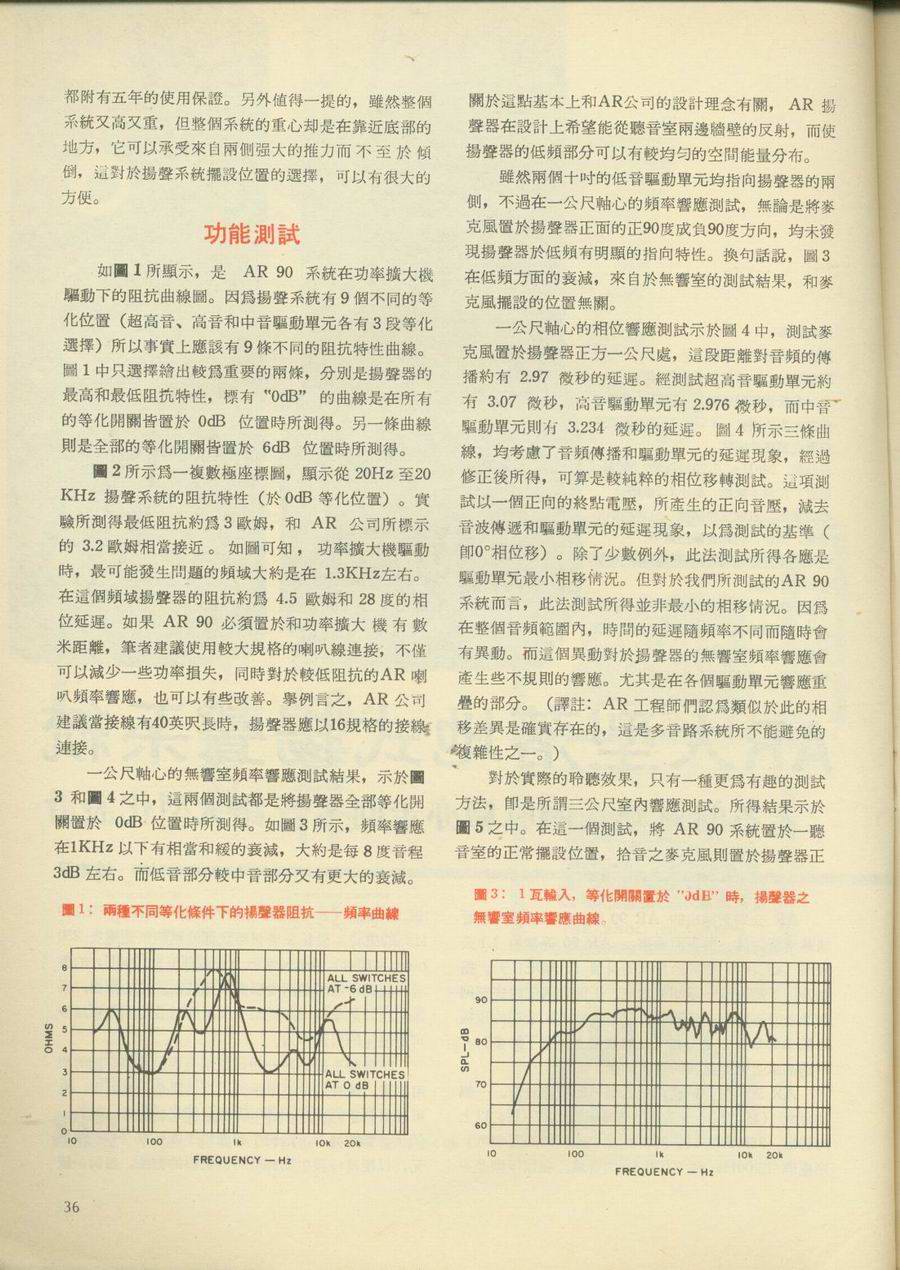 都附有五年的使用保證。另外值得一提的，雖然整個
系統又高又重，但整個系統的重心却是在靠近底部的
地方，它可以承受來自兩側强大的推力而不至於傾
倒，這對於揚聲系統擺設位置的選擇，可以有很大的
方便。
功能測試
如圖1所顯示，是 AR 90 系統在功率擴大機
驅動下的阻抗曲線圖。因爲揚聲系統有9個不同的等
化位置（超高音、高音和中音驅動單元各有3段等化
選擇）所以事實上應該有9條不同的阻抗特性曲線。
圖1中只選擇繪出較爲重要的兩條，分別是揚聲器的
最高和最低阻抗特性，標有“0dB”的曲線是在所有
的等化開關皆置於 0dB 位置時所測得。另一條曲線
則是全部的等化開關皆置於 6dB 位置時所測得。
圖2所示爲一複數極座標圖，顯示從 20Hz 至20
KHz 揚聲系統的阻抗特性（於 0dB 等化位置）。實
驗所測得最低阻抗約爲3歐姆，和 AR 公司所標示
的 3.2 歐姆相當接近。如圖可知，功率擴大機驅動
時，最可能發生問題的頻域大約是在 1.3KHz左右。
在這個頻域揚聲器的阻抗約爲 4.5 歐姆和 28 度的相
位延遲。如果 AR 90 必須置於和功率擴大機有數
米距離，筆者建議使用較大規格的喇叭線連接，不僅
可以減少一些功率損失，同時對於較低阻抗的AR 喇
叭頻率響應，也可以有些改善。擧例言之，AR 公司
建議當接線有40英呎長時，揚聲器應以16規格的接線
連接。
一公尺軸心的無響室頻率響應測試結果，示於圖
3 和圖4之中，這兩個測試都是將揚聲器全部等化開
關置於 0dB 位置時所測得。如圖3所示，頻率響應
在1KHz 以下有相當和緩的衰減，大約是每8度音程
3dB 左右。而低音部分較中音部分又有更大的衰減。
圖1：兩種不同等化條件下的揚聲器阻抗——頻率曲線
8
7
6
5
4
3
2
1
0
OHMS
ALL SWITCHES
AT -6 dB
ALL SWITCHES
AT 0 dB
10 100 1k 10k 20k
FREQUENCY — Hz
36
關於這點基本上和AR公司的設計理念有關，AR 揚
聲器在設計上希望能從聽音室兩邊牆壁的反射，而使
揚聲器的低頻部分可以有較均勻的空間能量分布。
雖然兩個十吋的低音驅動單元均指向揚聲器的兩
側，不過在一公尺軸心的頻率響應測試，無論是將麥
克風置於揚聲器正面的正90度或負90度方向，均未發
現揚聲器於低頻有明顯的指向特性。換句話說，圖3
在低頻方面的衰減，來自於無響室的測試結果，和麥
克風擺設的位置無關。
一公尺軸心的相位響應測試示於圖4中，測試麥
克風置於揚聲器正方一公尺處，這段距離對音頻的傳
播約有 2.97 微秒的延遲。經測試超高音驅動單元約
有 3.07 微秒，高音驅動單元有 2.976 微秒，而中音
驅動單元則有 3.234 微秒的延遲。圖4所示三條曲
線，均考慮了音頻傳播和驅動單元的延遲現象，經過
修正後所得，可算是較純粹的相位移轉測試。這項測
試以一個正向的終點電壓，所產生的正向音壓，減去
音波傳遞和驅動單元的延遲現象，以爲測試的基準（
卽0°相位移）。除了少數例外，此法測試所得各應是
驅動單元最小相移情況。但對於我們所測試的AR 90
系統而言，此法測試所得並非最小的相移情況。因爲
在整個音頻範圍內，時間的延遲隨頻率不同而隨時會
有異動。而這個異動對於揚聲器的無響室頻率響應會
產生些不規則的響應。尤其是在各個驅動單元響應重
疊的部分。（譯註：AR 工程師們認爲類似於此的相
移差異是確實存在的，這是多音路系統所不能避免的
複雜性之一。）
對於實際的聆聽效果，只有一種更爲有趣的測試
方法，卽是所謂三公尺室內響應測試。所得結果示於
圖5之中。在這一個測試，將 AR 90 系統置於一聽
音室的正常擺設位置，拾音之麥克風則置於揚聲器正
圖3：1瓦輸入，等化開關置於 "0dB" 時，揚聲器之
無響室頻率響應曲線。
90
80
70
60
SPL—dB
10 100 1k 10k 20k
FREQUENCY — Hz